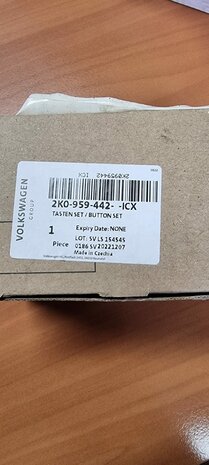 2K0959442 ICX
VOLKSWAGEN
GROUP
2K0-959-442- -ICX
TASTEN SET / BUTTON SET
1
Piece
Expiry Date: NONE
LOT: SV LS 154545
0186 SV 20221207
Made in Czechia